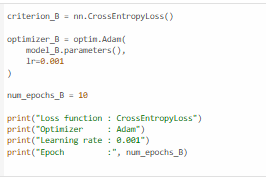 criterion_B = nn.CrossEntropyLoss()
optimizer_B = optim.Adam(
    model_B.parameters(),
    lr=0.001
)
num_epochs_B = 10
print("Loss function : CrossEntropyLoss")
print("Optimizer     : Adam")
print("Learning rate : 0.001")
print("Epoch         :", num_epochs_B)